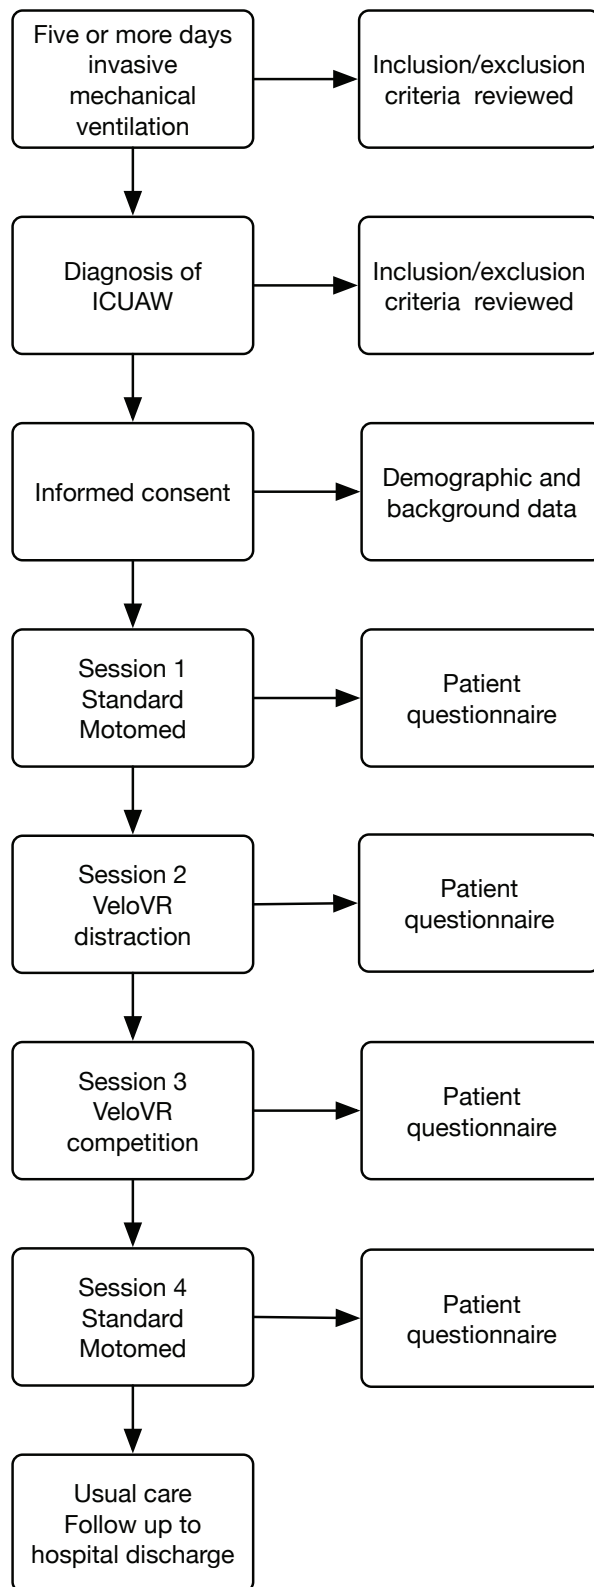 Five or more days
invasive
mechanical
ventilation
Inclusion/exclusion
criteria reviewed
Diagnosis of
ICUAW
Inclusion/exclusion
criteria reviewed
Informed consent
Demographic and
background data
Session 1
Standard
Motomed
Patient
questionnaire
Session 2
VeloVR
distraction
Patient
questionnaire
Session 3
VeloVR
competition
Patient
questionnaire
Session 4
Standard
Motomed
Patient
questionnaire
Usual care
Follow up to
hospital discharge